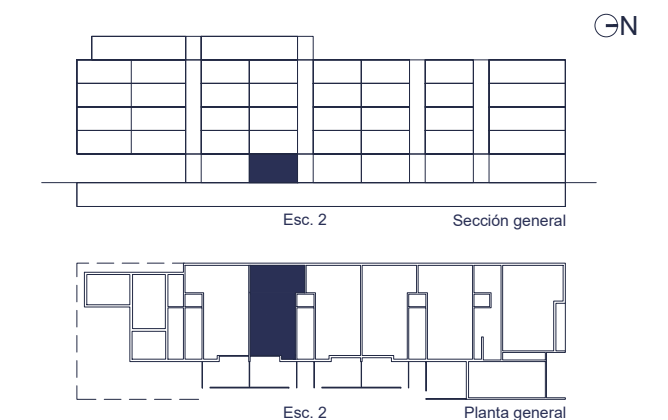 N
Esc. 2 Sección general
Esc. 2 Planta general